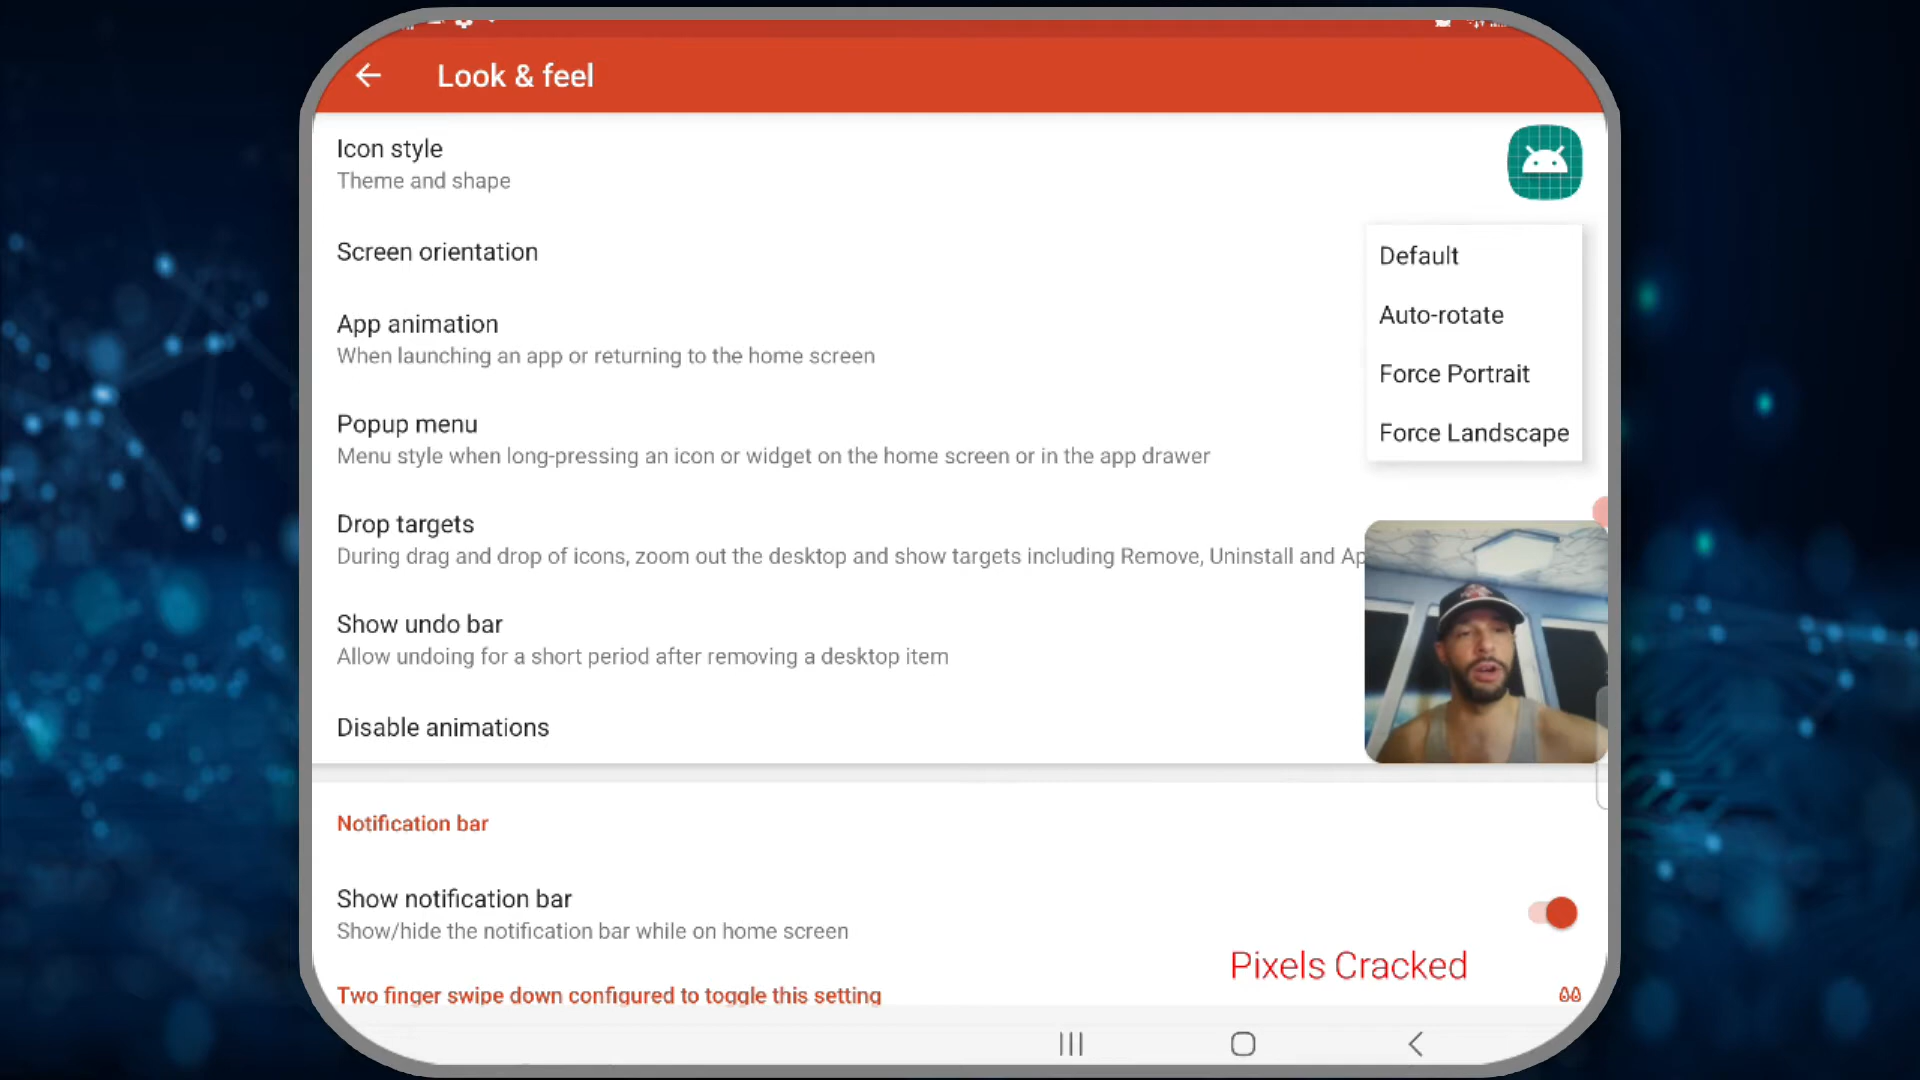 Look & feel
Icon style
Theme and shape
Screen orientation
Default
Auto-rotate
Force Portrait
Force Landscape
App animation
When launching an app or returning to the home screen
Popup menu
Menu style when long-pressing an icon or widget on the home screen or in the app drawer
Drop targets
During drag and drop of icons, zoom out the desktop and show targets including Remove, Uninstall and Ap
Show undo bar
Allow undoing for a short period after removing a desktop item
Disable animations
Notification bar
Show notification bar
Show/hide the notification bar while on home screen
Pixels Cracked
Two finger swipe down configured to toggle this setting